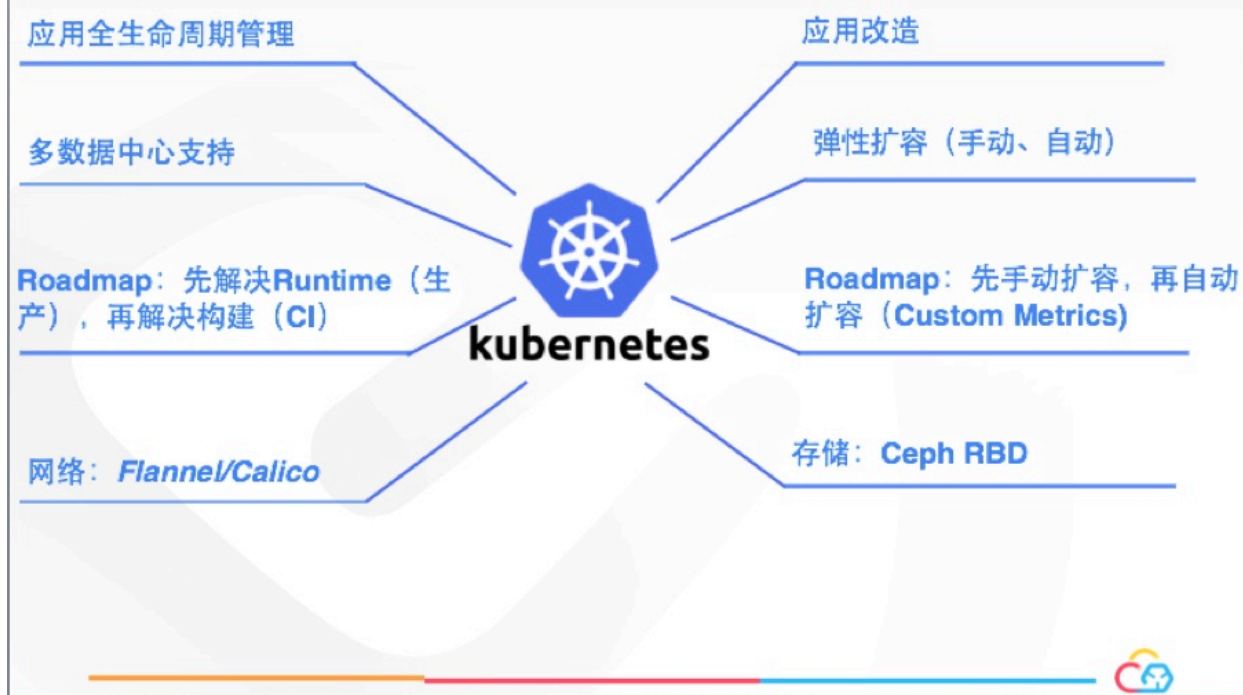 应用全生命周期管理
应用改造
多数据中心支持
弹性扩容（手动、自动）
Roadmap：先解决Runtime（生
产），再解决构建（CI）
Roadmap：先手动扩容，再自动
扩容（Custom Metrics)
kubernetes
网络：Flannel/Calico
存储：Ceph RBD